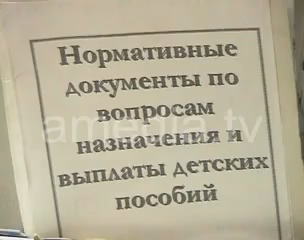 Нормативные
документы по
вопросам
назначения и
выплаты детских
пособий